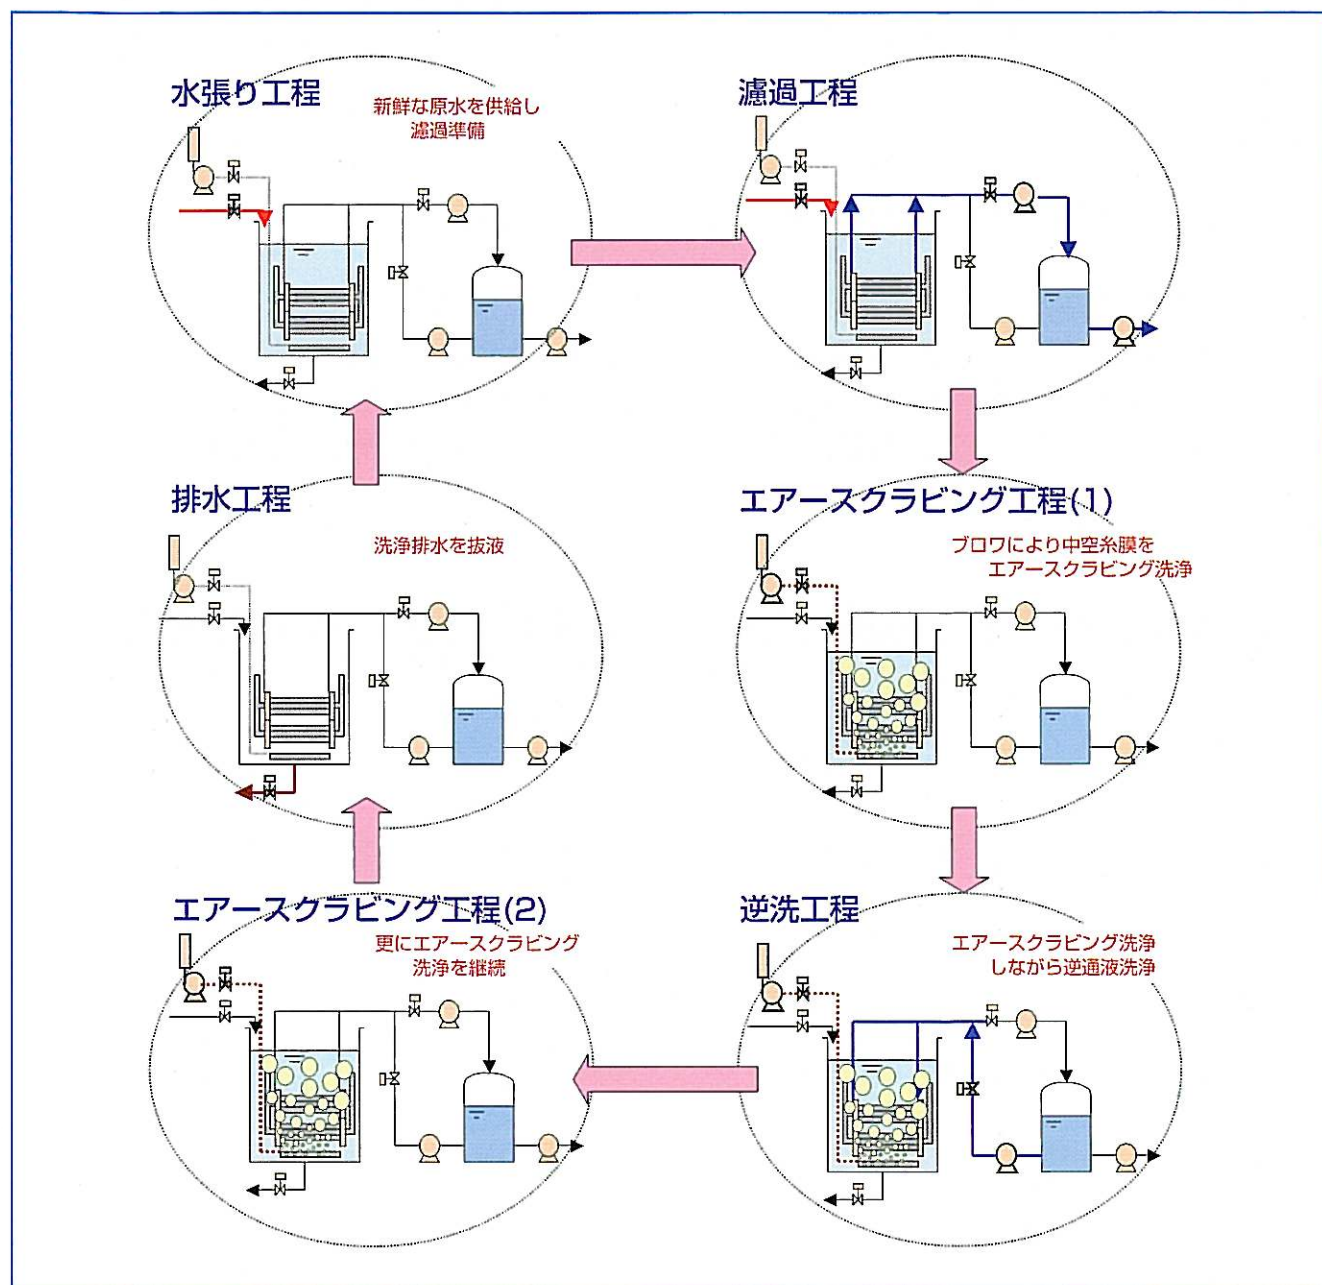 水張り工程
新鮮な原水を供給し
濾過準備
濾過工程
エアースクラビング工程(1)
ブロワにより中空糸膜を
エアースクラビング洗浄
逆洗工程
エアースクラビング洗浄
しながら逆通液洗浄
エアースクラビング工程(2)
更にエアースクラビング
洗浄を継続
排水工程
洗浄排水を抜液